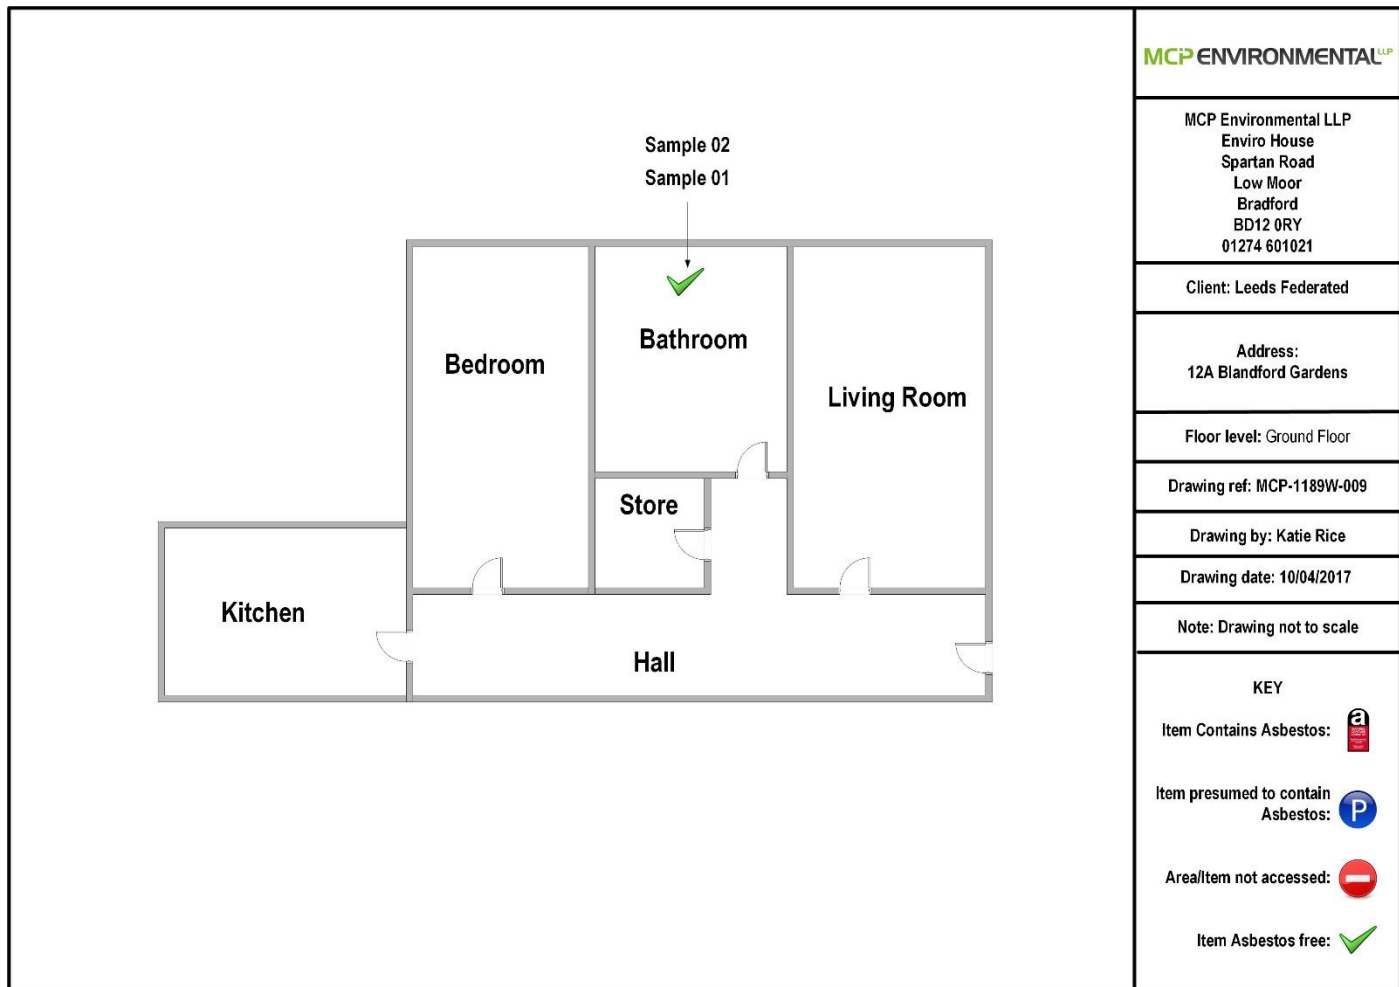 Sample 02
Sample 01
Bedroom
Bathroom
Living Room
Store
Kitchen
Hall
MCP ENVIRONMENTAL LLP
MCP Environmental LLP
Enviro House
Spartan Road
Low Moor
Bradford
BD12 0RY
01274 601021
Client: Leeds Federated
Address:
12A Blandford Gardens
Floor level: Ground Floor
Drawing ref: MCP-1189W-009
Drawing by: Katie Rice
Drawing date: 10/04/2017
Note: Drawing not to scale
KEY
Item Contains Asbestos:
a
Item presumed to contain
Asbestos:
P
Area/Item not accessed:
Item Asbestos free: